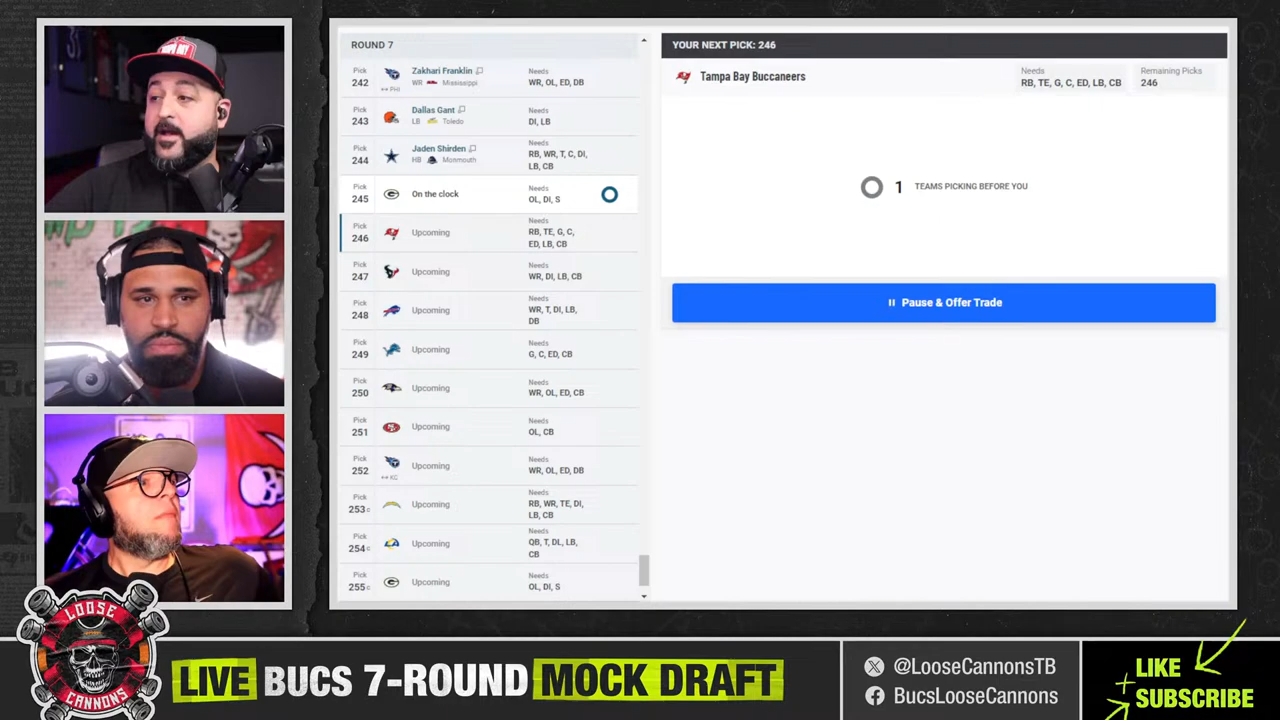 ROUND 7
Pick
242
PHI
Zakhari Franklin
WR Mississippi
Needs
WR, OL, ED, DB
Pick
243
Dallas Gant
LB Toledo
Needs
DI, LB
Pick
244
Jaden Shirden
HB Monmouth
Needs
RB, WR, T, C, DI,
LB, CB
Pick
245
On the clock
Needs
OL, DI, S
Pick
246
Upcoming
Needs
RB, TE, G, C,
ED, LB, CB
Pick
247
Upcoming
Needs
WR, DI, LB, CB
Pick
248
Upcoming
Needs
WR, T, DI, LB,
DB
Pick
249
Upcoming
Needs
G, C, ED, CB
Pick
250
Upcoming
Needs
WR, OL, ED, CB
Pick
251
Upcoming
Needs
OL, CB
Pick
252
KC
Upcoming
Needs
WR, OL, ED, DB
Pick
253 C
Upcoming
Needs
RB, WR, TE, DI,
LB, CB
Pick
254 C
Upcoming
Needs
QB, T, DL, LB,
CB
Pick
255 C
Upcoming
Needs
OL, DI, S
YOUR NEXT PICK: 246
Tampa Bay Buccaneers
Needs
RB, TE, G, C, ED, LB, CB
Remaining Picks
246
1 TEAMS PICKING BEFORE YOU
Pause & Offer Trade
LOOSE
CANNONS
LIVE BUCS 7-ROUND MOCK DRAFT
@LooseCannonsTB
BucsLooseCannons
LIKE
+ SUBSCRIBE